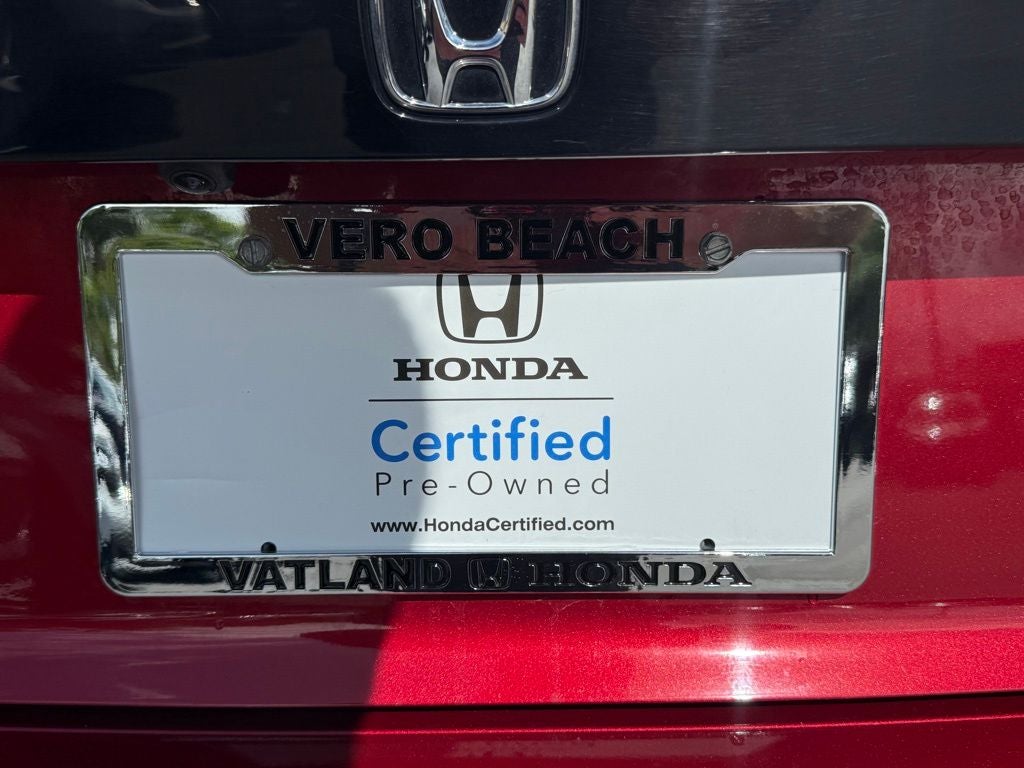 VERO BEACH
HONDA
Certified
Pre-Owned
www.HondaCertified.com
VATLAND HONDA